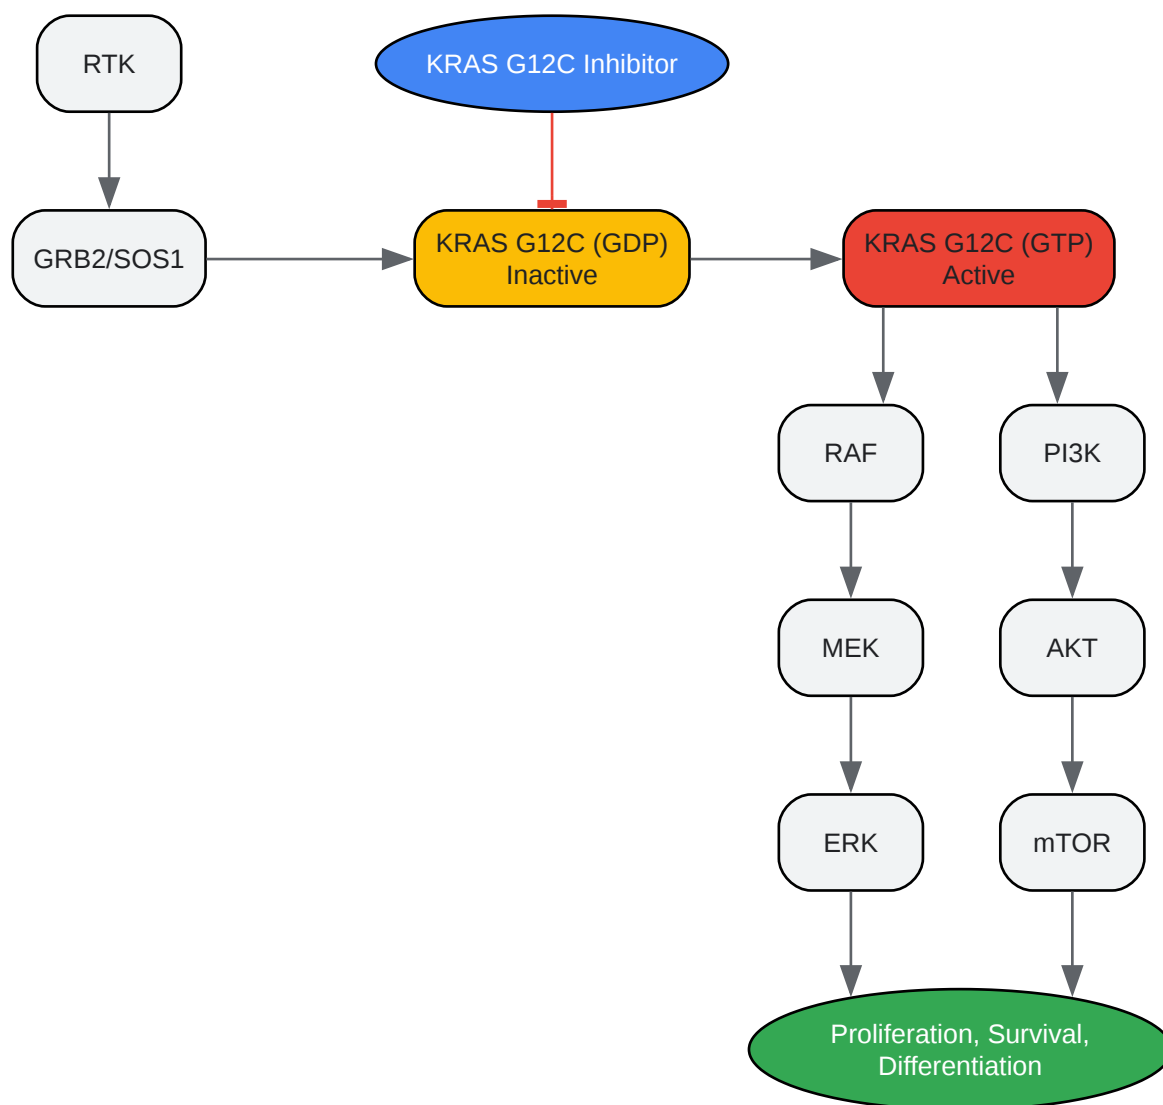 RTK
KRAS G12C Inhibitor
GRB2/SOS1
KRAS G12C (GDP)
Inactive
KRAS G12C (GTP)
Active
RAF
PI3K
MEK
AKT
ERK
mTOR
Proliferation, Survival,
Differentiation